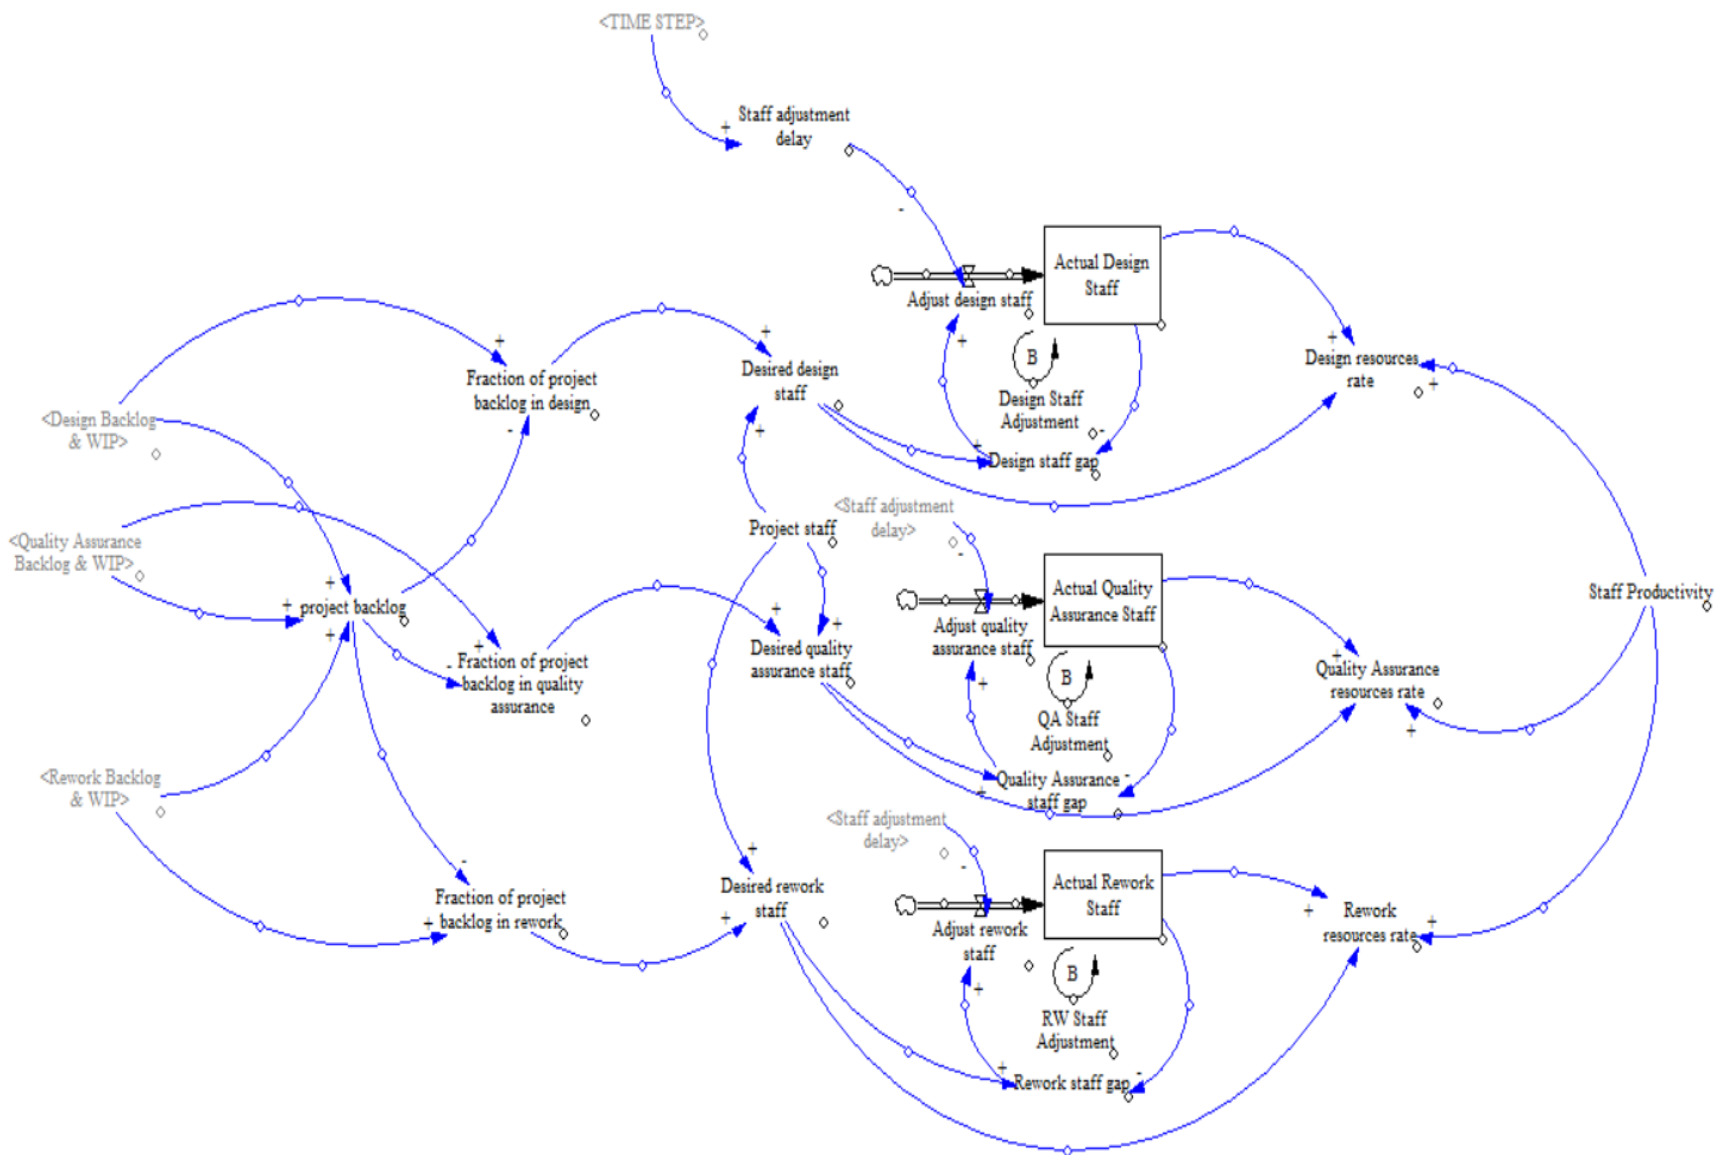 <TIME STEP>
Staff adjustment
delay
-
+
Actual Design
Staff
Adjust design staff
B
Design Staff
Adjustment
+
-
+
Design staff gap
Design resources
rate
+
+
Fraction of project
backlog in design
+
-
Desired design
staff
+
+
<Design Backlog
& WIP>
<Quality Assurance
Backlog & WIP>
<Rework Backlog
& WIP>
project backlog
+
+
+
Project staff
<Staff adjustment
delay>
-
Actual Quality
Assurance Staff
Adjust quality
assurance staff
+
B
QA Staff
Adjustment
Quality Assurance
staff gap
+
-
Staff Productivity
Quality Assurance
resources rate
+
+
Fraction of project
backlog in quality
assurance
+
-
Desired quality
assurance staff
+
+
<Staff adjustment
delay>
-
Actual Rework
Staff
Adjust rework
staff
+
B
RW Staff
Adjustment
Rework staff gap
+
-
Rework
resources rate
+
+
Fraction of project
backlog in rework
-
+
Desired rework
staff
+
+